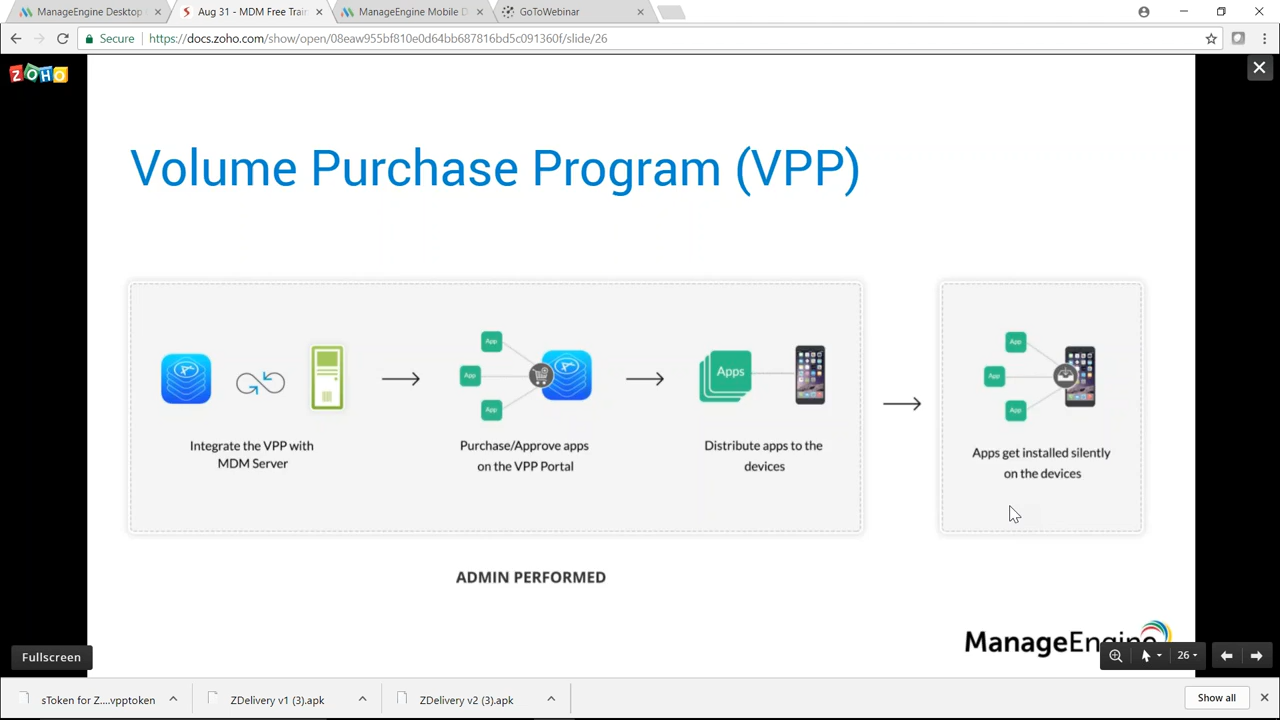 ManageEngine Desktop
Aug 31 - MDM Free Train
ManageEngine Mobile D
GoToWebinar
Secure
https://docs.zoho.com/show/open/08eaw955bf810e0d64bb687816bd5c091360f/slide/26
ZOHO
Volume Purchase Program (VPP)
App
App
App
Apps
App
App
App
Integrate the VPP with
MDM Server
Purchase/Approve apps
on the VPP Portal
Distribute apps to the
devices
Apps get installed silently
on the devices
ADMIN PERFORMED
ManageEngine
Fullscreen
26
sToken for Z....vpptoken
ZDelivery v1 (3).apk
ZDelivery v2 (3).apk
Show all